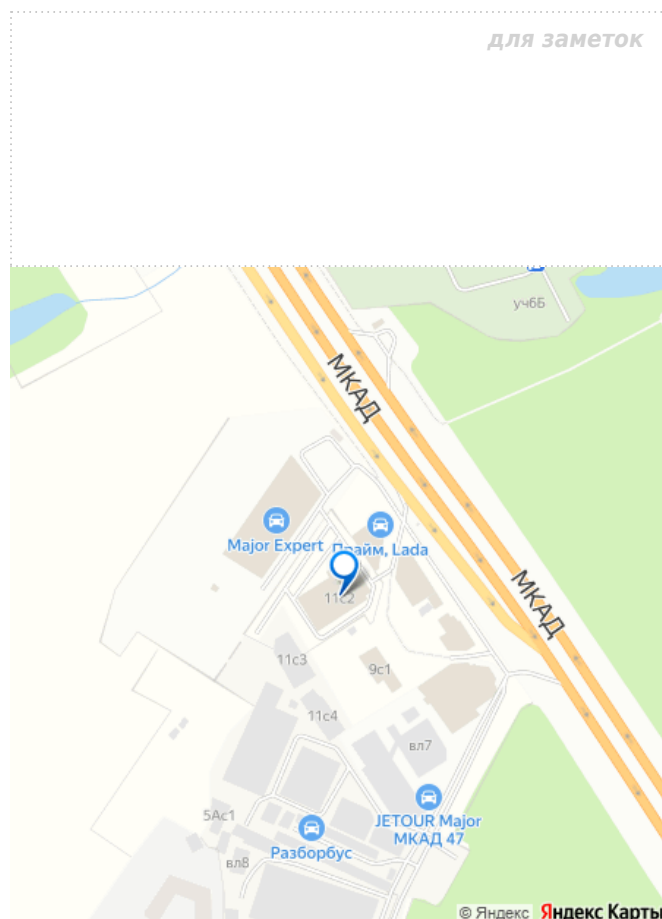 для заметок
уч6Б
МКАД
Major Expert
Прайм, Lada
11с2
МКАД
11с3
9с1
11с4
вл7
5Ас1
JETOUR Major
МКАД 47
Разборбус
вл8
© Яндекс Яндекс Карты